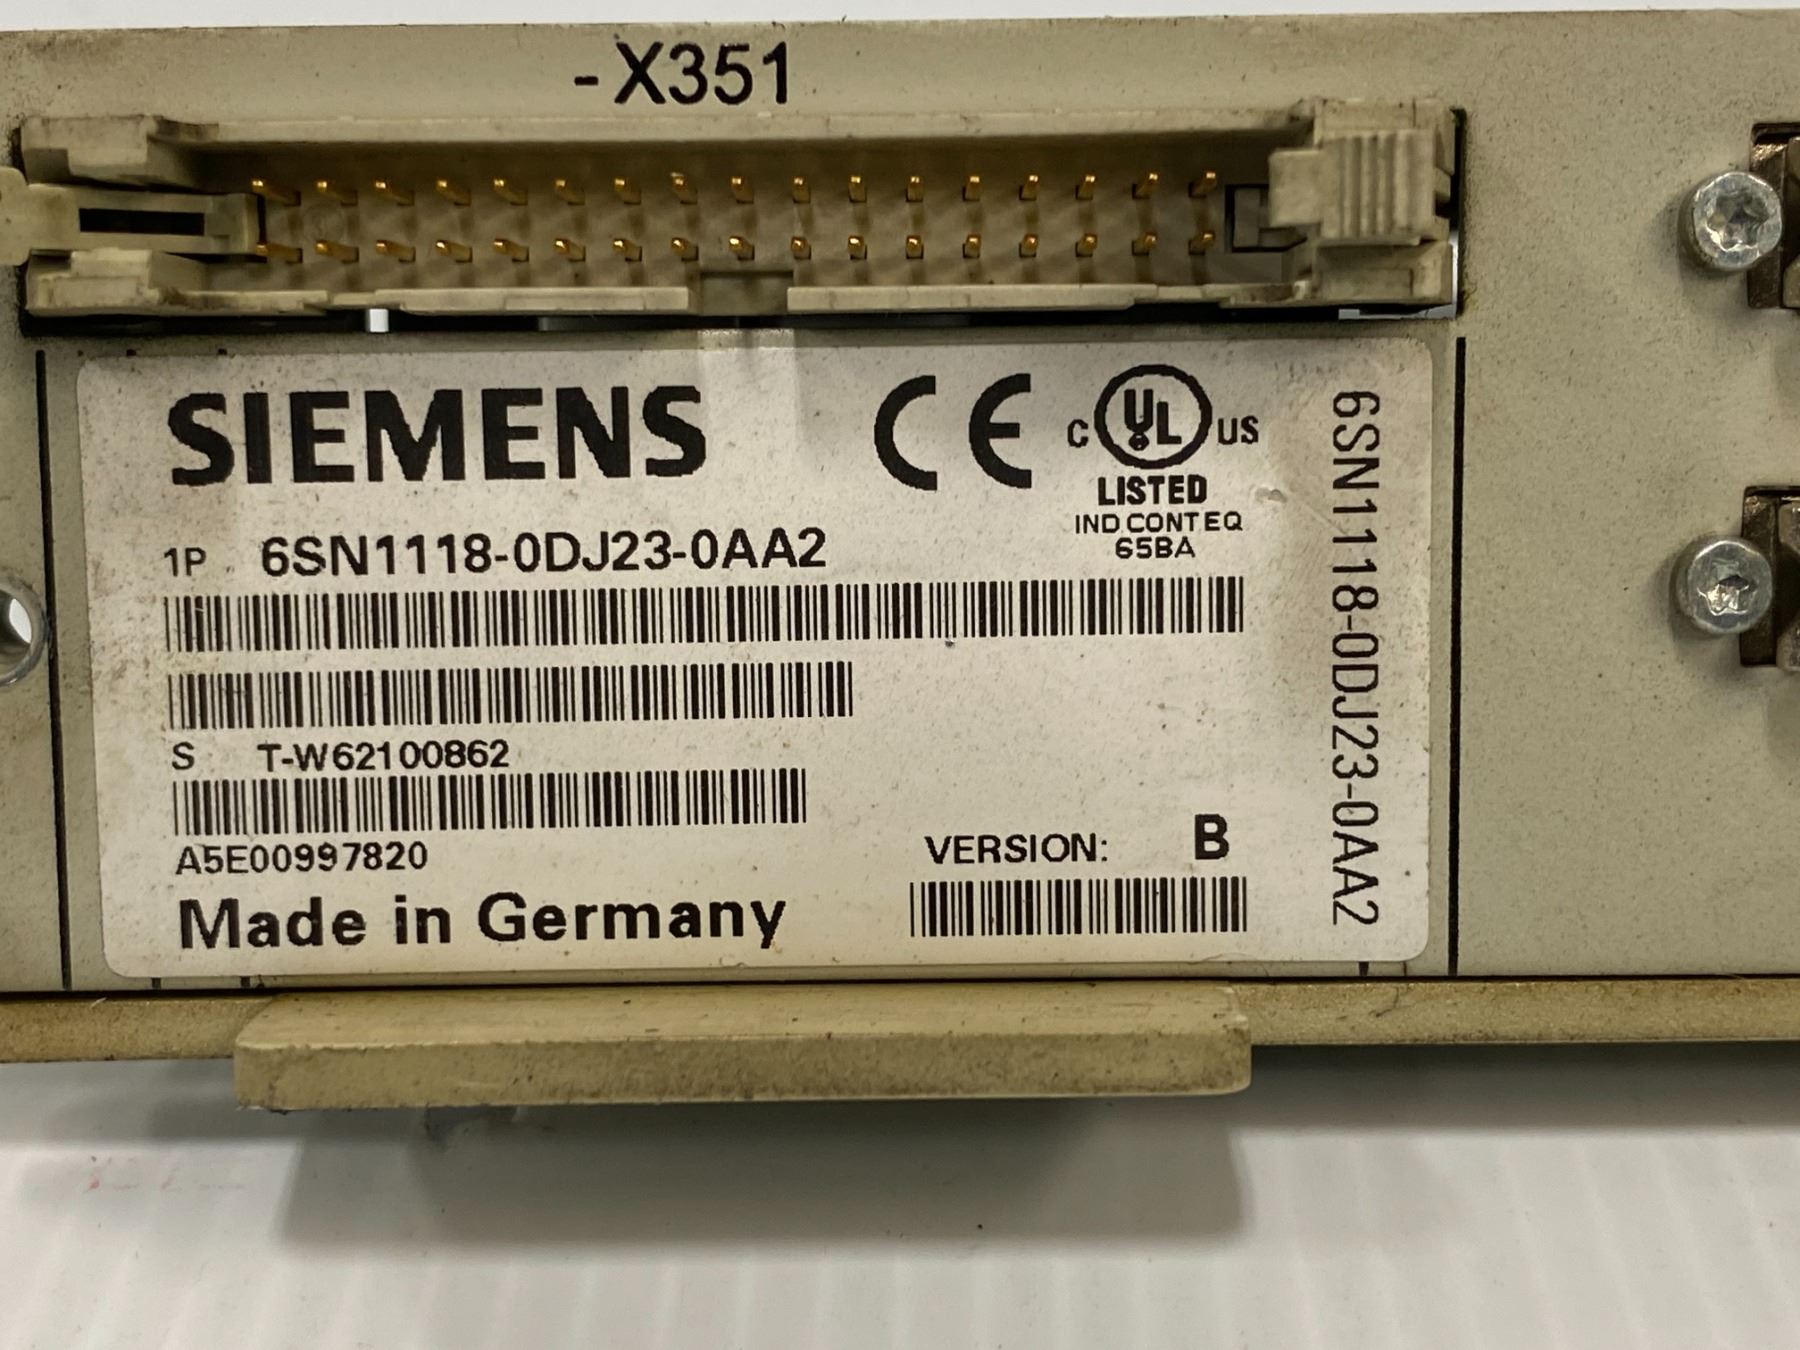 -X351
SIEMENS
CE
C UL US
LISTED
IND CONT EQ
65BA
1P 6SN1118-0DJ23-0AA2
S T-W62100862
A5E00997820
VERSION: B
Made in Germany
6SN1118-0DJ23-0AA2